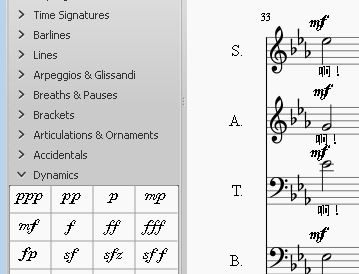 Time Signatures
Barlines
Lines
Arpeggios & Glissandi
Breaths & Pauses
Brackets
Articulations & Ornaments
Accidentals
Dynamics
ppp pp p mp
mf f ff fff
fp sf sfz sff
33
mf
S.
mf
A.
mf
T.
mf
B.